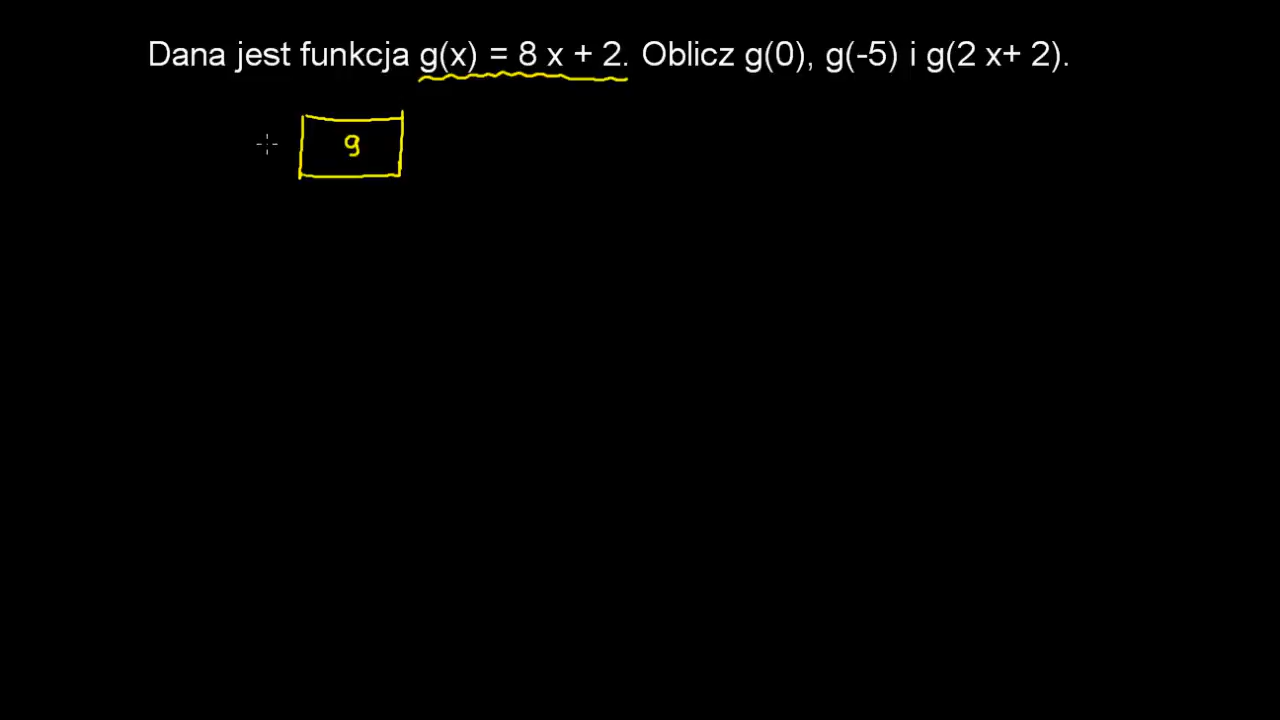 Dana jest funkcja g(x) = 8 x + 2. Oblicz g(0), g(-5) i g(2 x+ 2).
g